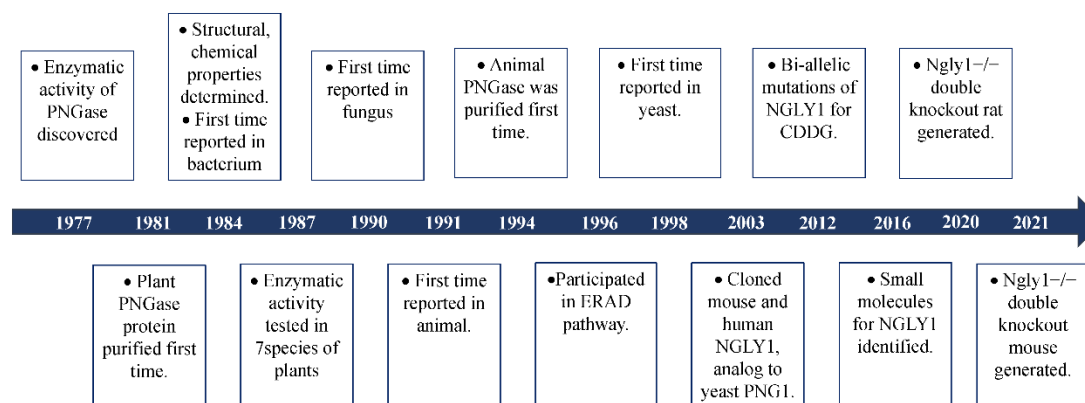 • Enzymatic
activity of
PNGase
discovered
• Structural,
chemical
properties
determined.
• First time
reported in
bacterium
• First time
reported in
fungus
• Animal
PNGase was
purified first
time.
• First time
reported in
yeast.
• Bi-allelic
mutations of
NGLY1 for
CDDG.
• Ngly1−/−
double
knockout rat
generated.
1977 1981 1984 1987 1990 1991 1994 1996 1998 2003 2012 2016 2020 2021
• Plant
PNGase
protein
purified first
time.
• Enzymatic
activity
tested in
7species of
plants
• First time
reported in
animal.
•Participated
in ERAD
pathway.
• Cloned
mouse and
human
NGLY1,
analog to
yeast PNG1.
• Small
molecules
for NGLY1
identified.
• Ngly1−/−
double
knockout
mouse
generated.